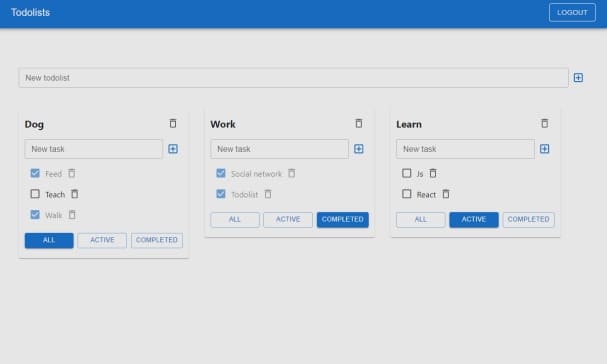 Todolists
LOGOUT
New todolist
Dog
New task
Feed
Teach
Walk
ALL ACTIVE COMPLETED
Work
New task
Social network
Todolist
ALL ACTIVE COMPLETED
Learn
New task
Js
React
ALL ACTIVE COMPLETED